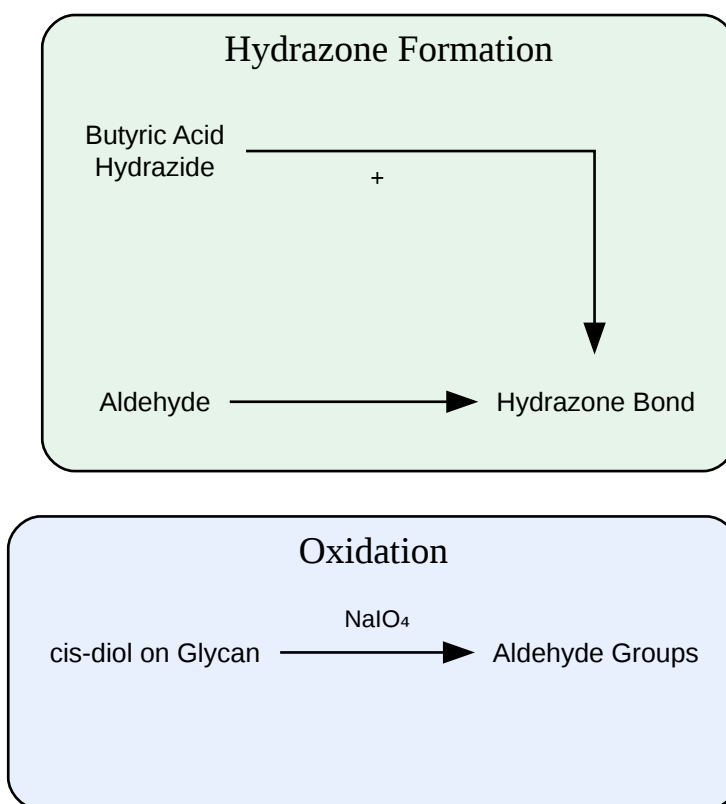 Hydrazone Formation
Butyric Acid
Hydrazide
+
Aldehyde
Hydrazone Bond
Oxidation
NaIO₄
cis-diol on Glycan
Aldehyde Groups